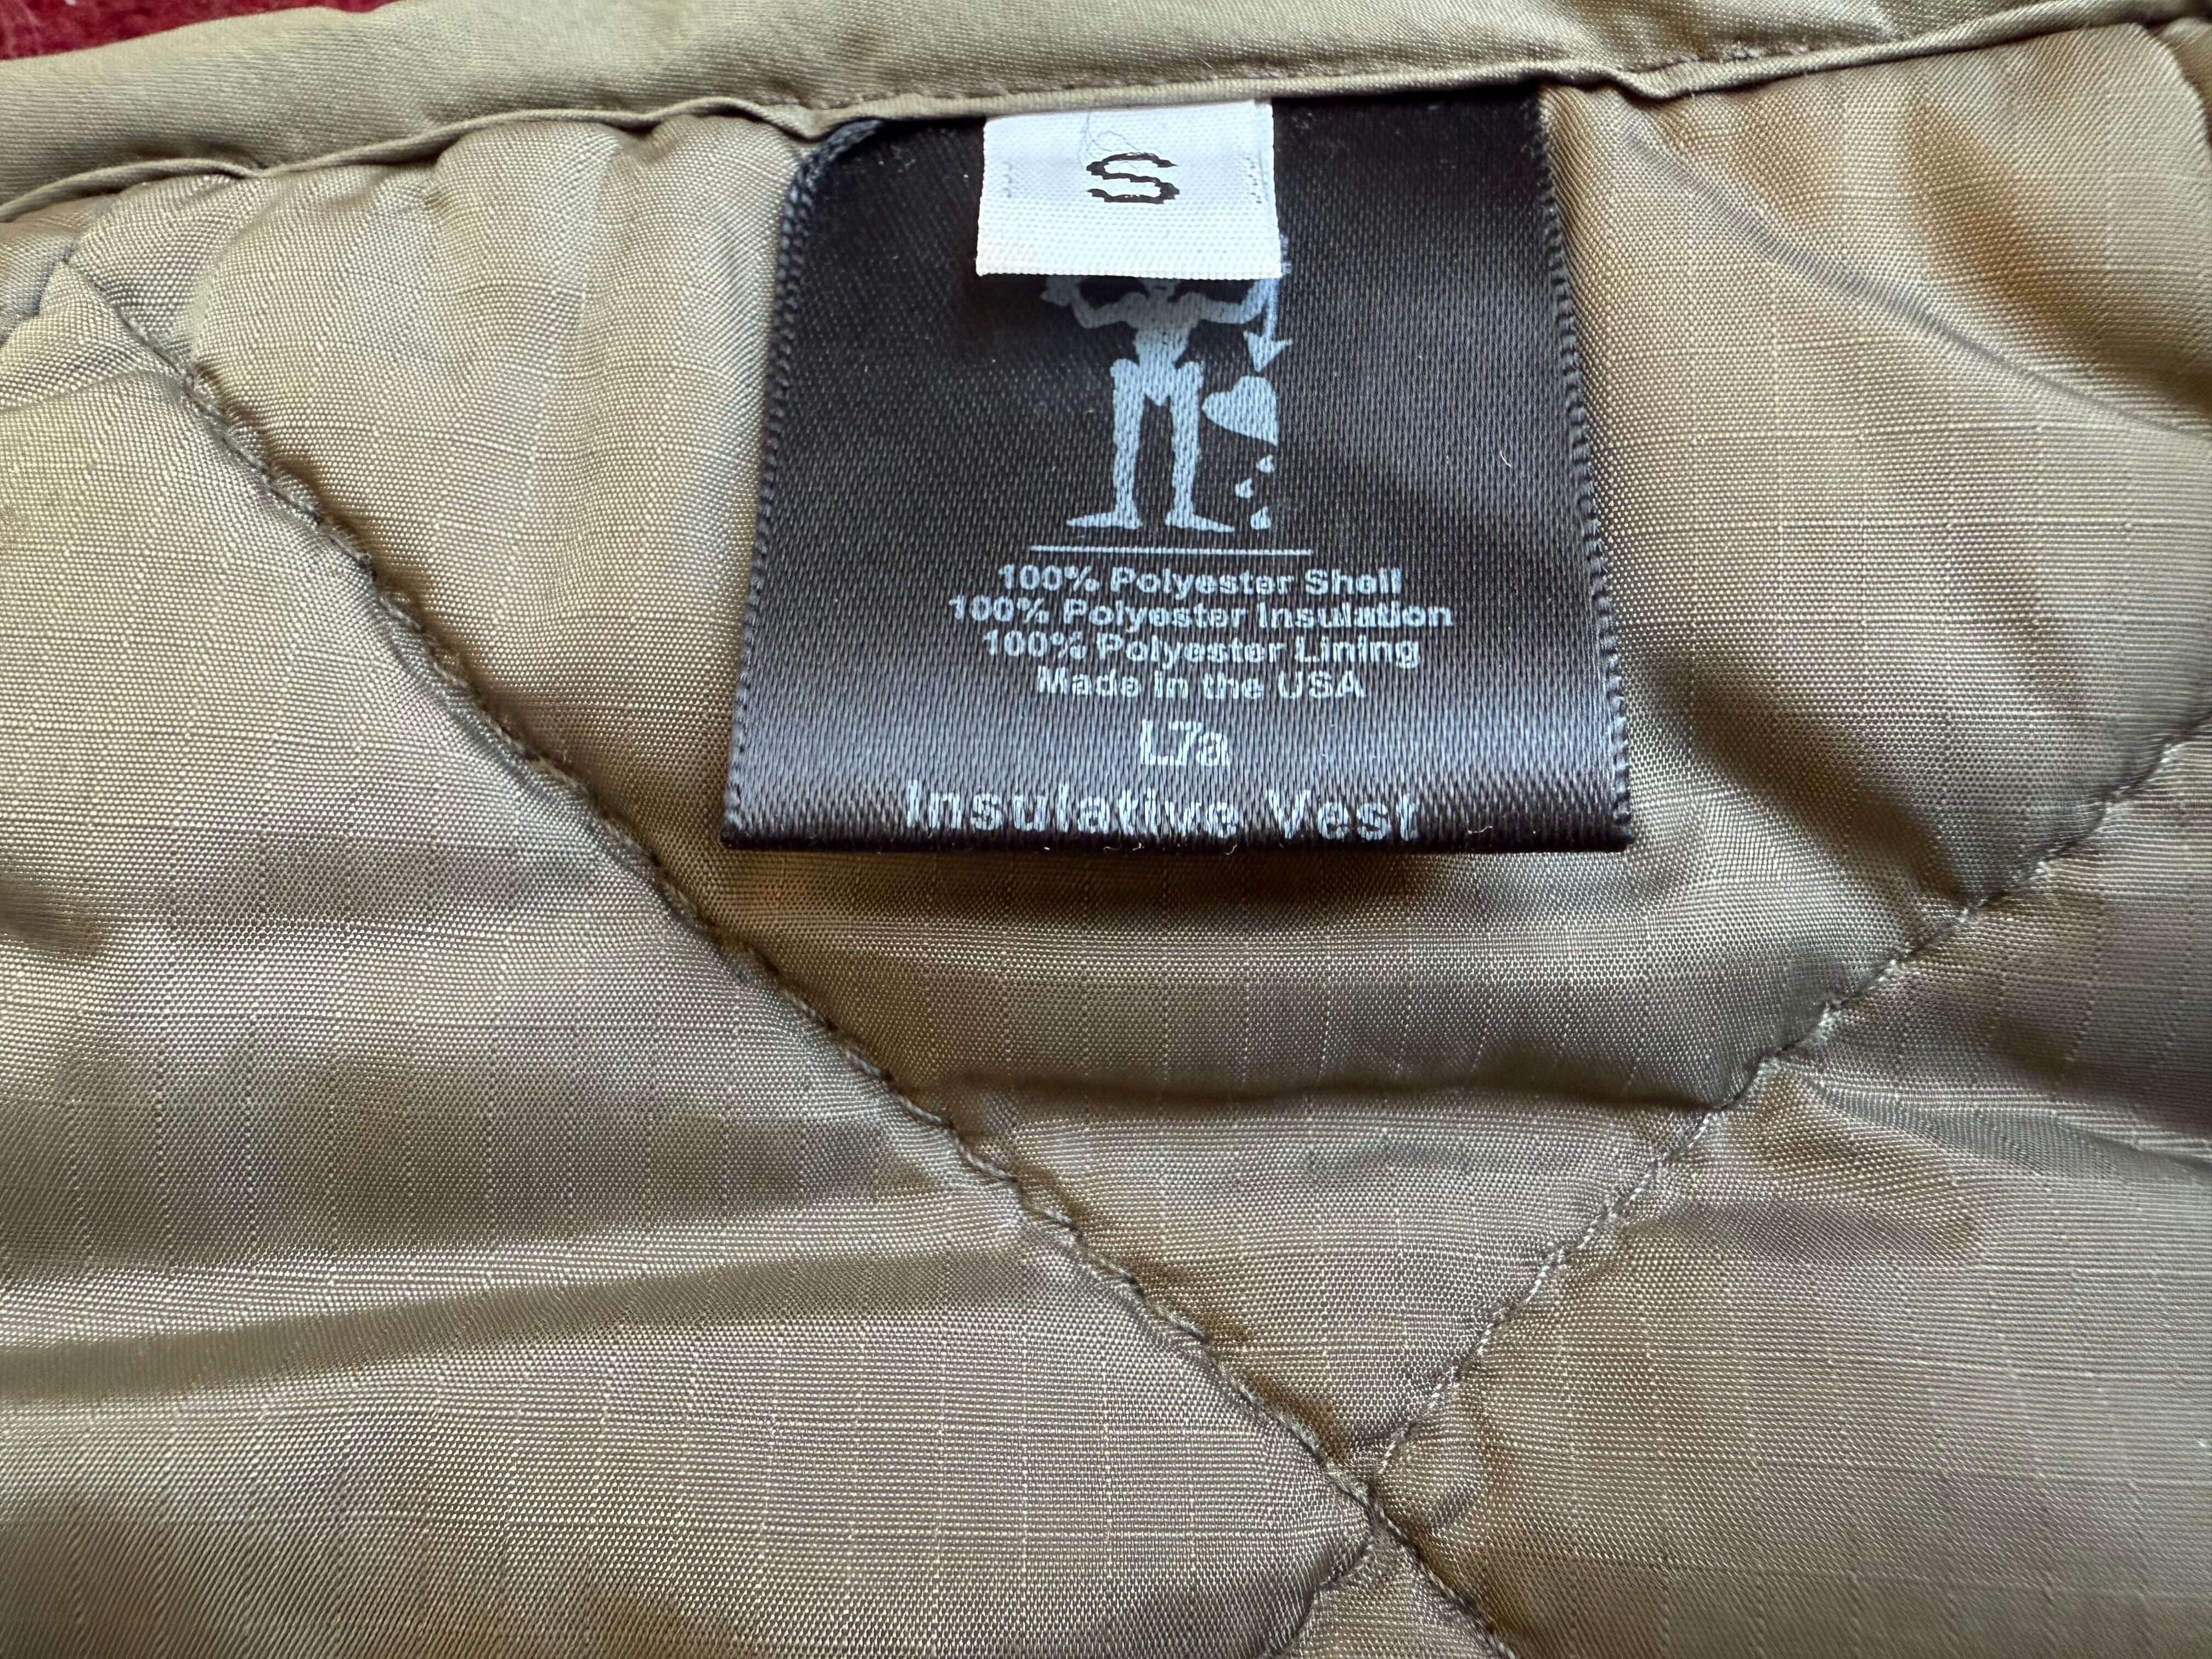 S
100% Polyester Shell
100% Polyester Insulation
100% Polyester Lining
Made in the USA
L7a
Insulative Vest